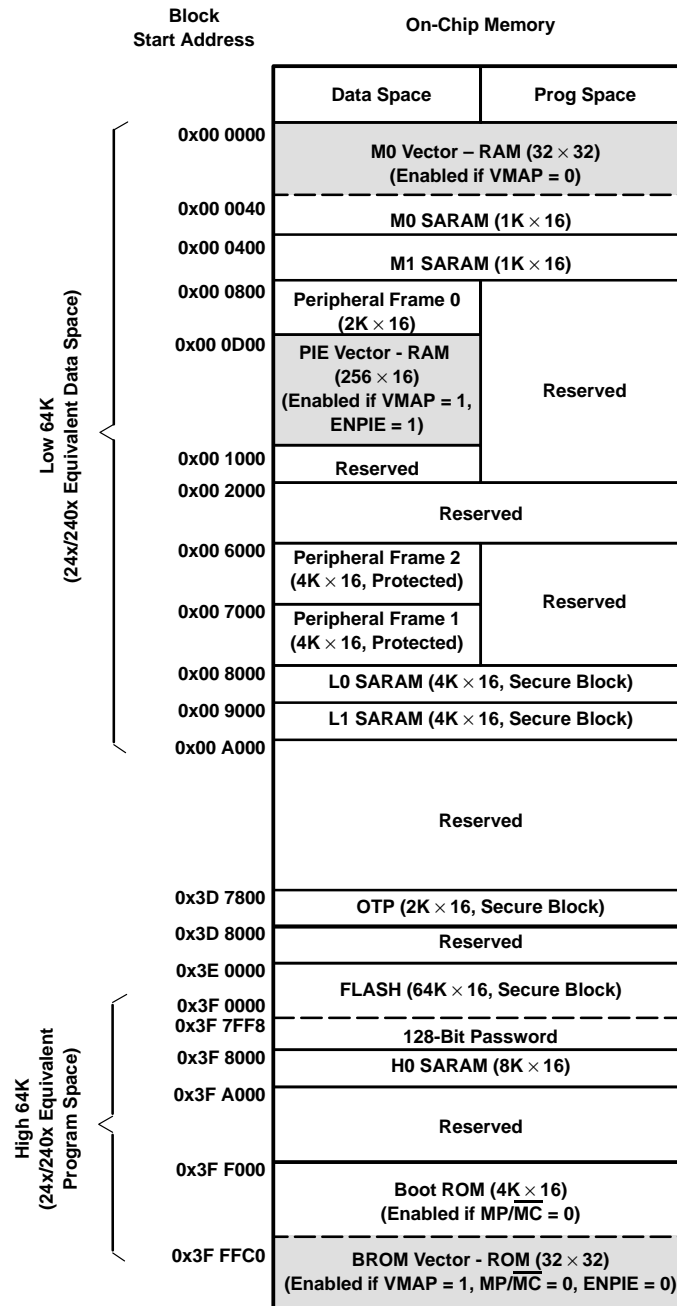 Block
Start Address
On-Chip Memory
Data Space
Prog Space
0x00 0000
M0 Vector – RAM (32 × 32)
(Enabled if VMAP = 0)
0x00 0040
M0 SARAM (1K × 16)
0x00 0400
M1 SARAM (1K × 16)
0x00 0800
Peripheral Frame 0
(2K × 16)
0x00 0D00
PIE Vector - RAM
(256 × 16)
(Enabled if VMAP = 1,
ENPIE = 1)
Reserved
0x00 1000
Reserved
0x00 2000
Reserved
0x00 6000
Peripheral Frame 2
(4K × 16, Protected)
Reserved
0x00 7000
Peripheral Frame 1
(4K × 16, Protected)
0x00 8000
L0 SARAM (4K × 16, Secure Block)
0x00 9000
L1 SARAM (4K × 16, Secure Block)
0x00 A000
Low 64K
(24x/240x Equivalent Data Space)
Reserved
0x3D 7800
OTP (2K × 16, Secure Block)
0x3D 8000
Reserved
0x3E 0000
FLASH (64K × 16, Secure Block)
0x3F 0000
0x3F 7FF8
128-Bit Password
0x3F 8000
H0 SARAM (8K × 16)
0x3F A000
Reserved
0x3F F000
Boot ROM (4K × 16)
(Enabled if MP/M̅C̅ = 0)
0x3F FFC0
BROM Vector - ROM (32 × 32)
(Enabled if VMAP = 1, MP/M̅C̅ = 0, ENPIE = 0)
High 64K
(24x/240x Equivalent
Program Space)